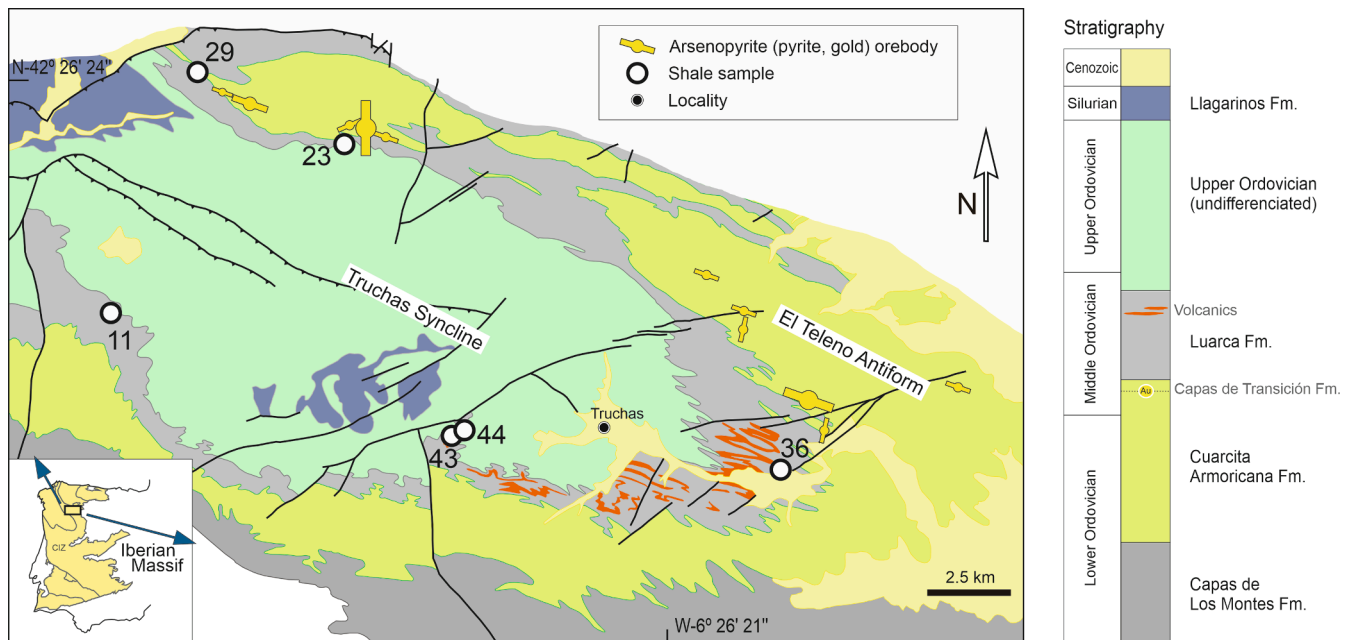 29
N-42º 26' 24"
Arsenopyrite (pyrite, gold) orebody
Shale sample
Locality
23
N
Truchas Syncline
El Teleno Antiform
11
Truchas
44
43
36
CIZ
Iberian
Massif
2.5 km
W-6º 26' 21"
Stratigraphy
Cenozoic
Silurian
Llagarinos Fm.
Upper Ordovician
Upper Ordovician
(undifferenciated)
Middle Ordovician
Volcanics
Luarca Fm.
Au
Capas de Transición Fm.
Lower Ordovician
Cuarcita
Armoricana Fm.
Capas de
Los Montes Fm.